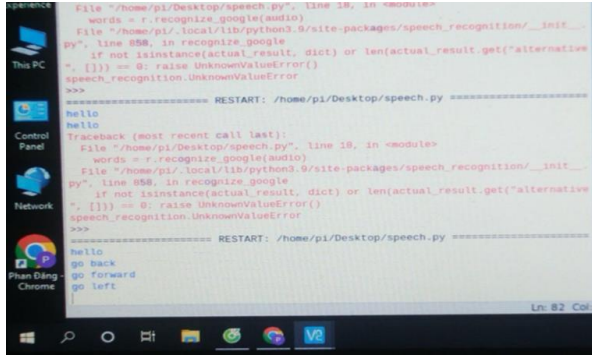 xperience
This PC
Control
Panel
Network
Phan Đăng -
Chrome
File "/home/pi/Desktop/speech.py", line 18, in <module>
words = r.recognize_google(audio)
File "/home/pi/.local/lib/python3.9/site-packages/speech_recognition/__init__.
py", line 858, in recognize_google
if not isinstance(actual_result, dict) or len(actual_result.get("alternative
", [])) == 0: raise UnknownValueError()
speech_recognition.UnknownValueError
>>>
==================== RESTART: /home/pi/Desktop/speech.py ====================
hello
hello
Traceback (most recent call last):
File "/home/pi/Desktop/speech.py", line 18, in <module>
words = r.recognize_google(audio)
File "/home/pi/.local/lib/python3.9/site-packages/speech_recognition/__init__.
py", line 858, in recognize_google
if not isinstance(actual_result, dict) or len(actual_result.get("alternative
", [])) == 0: raise UnknownValueError()
speech_recognition.UnknownValueError
>>>
==================== RESTART: /home/pi/Desktop/speech.py ====================
hello
go back
go forward
go left
Ln: 82 Col:
V2